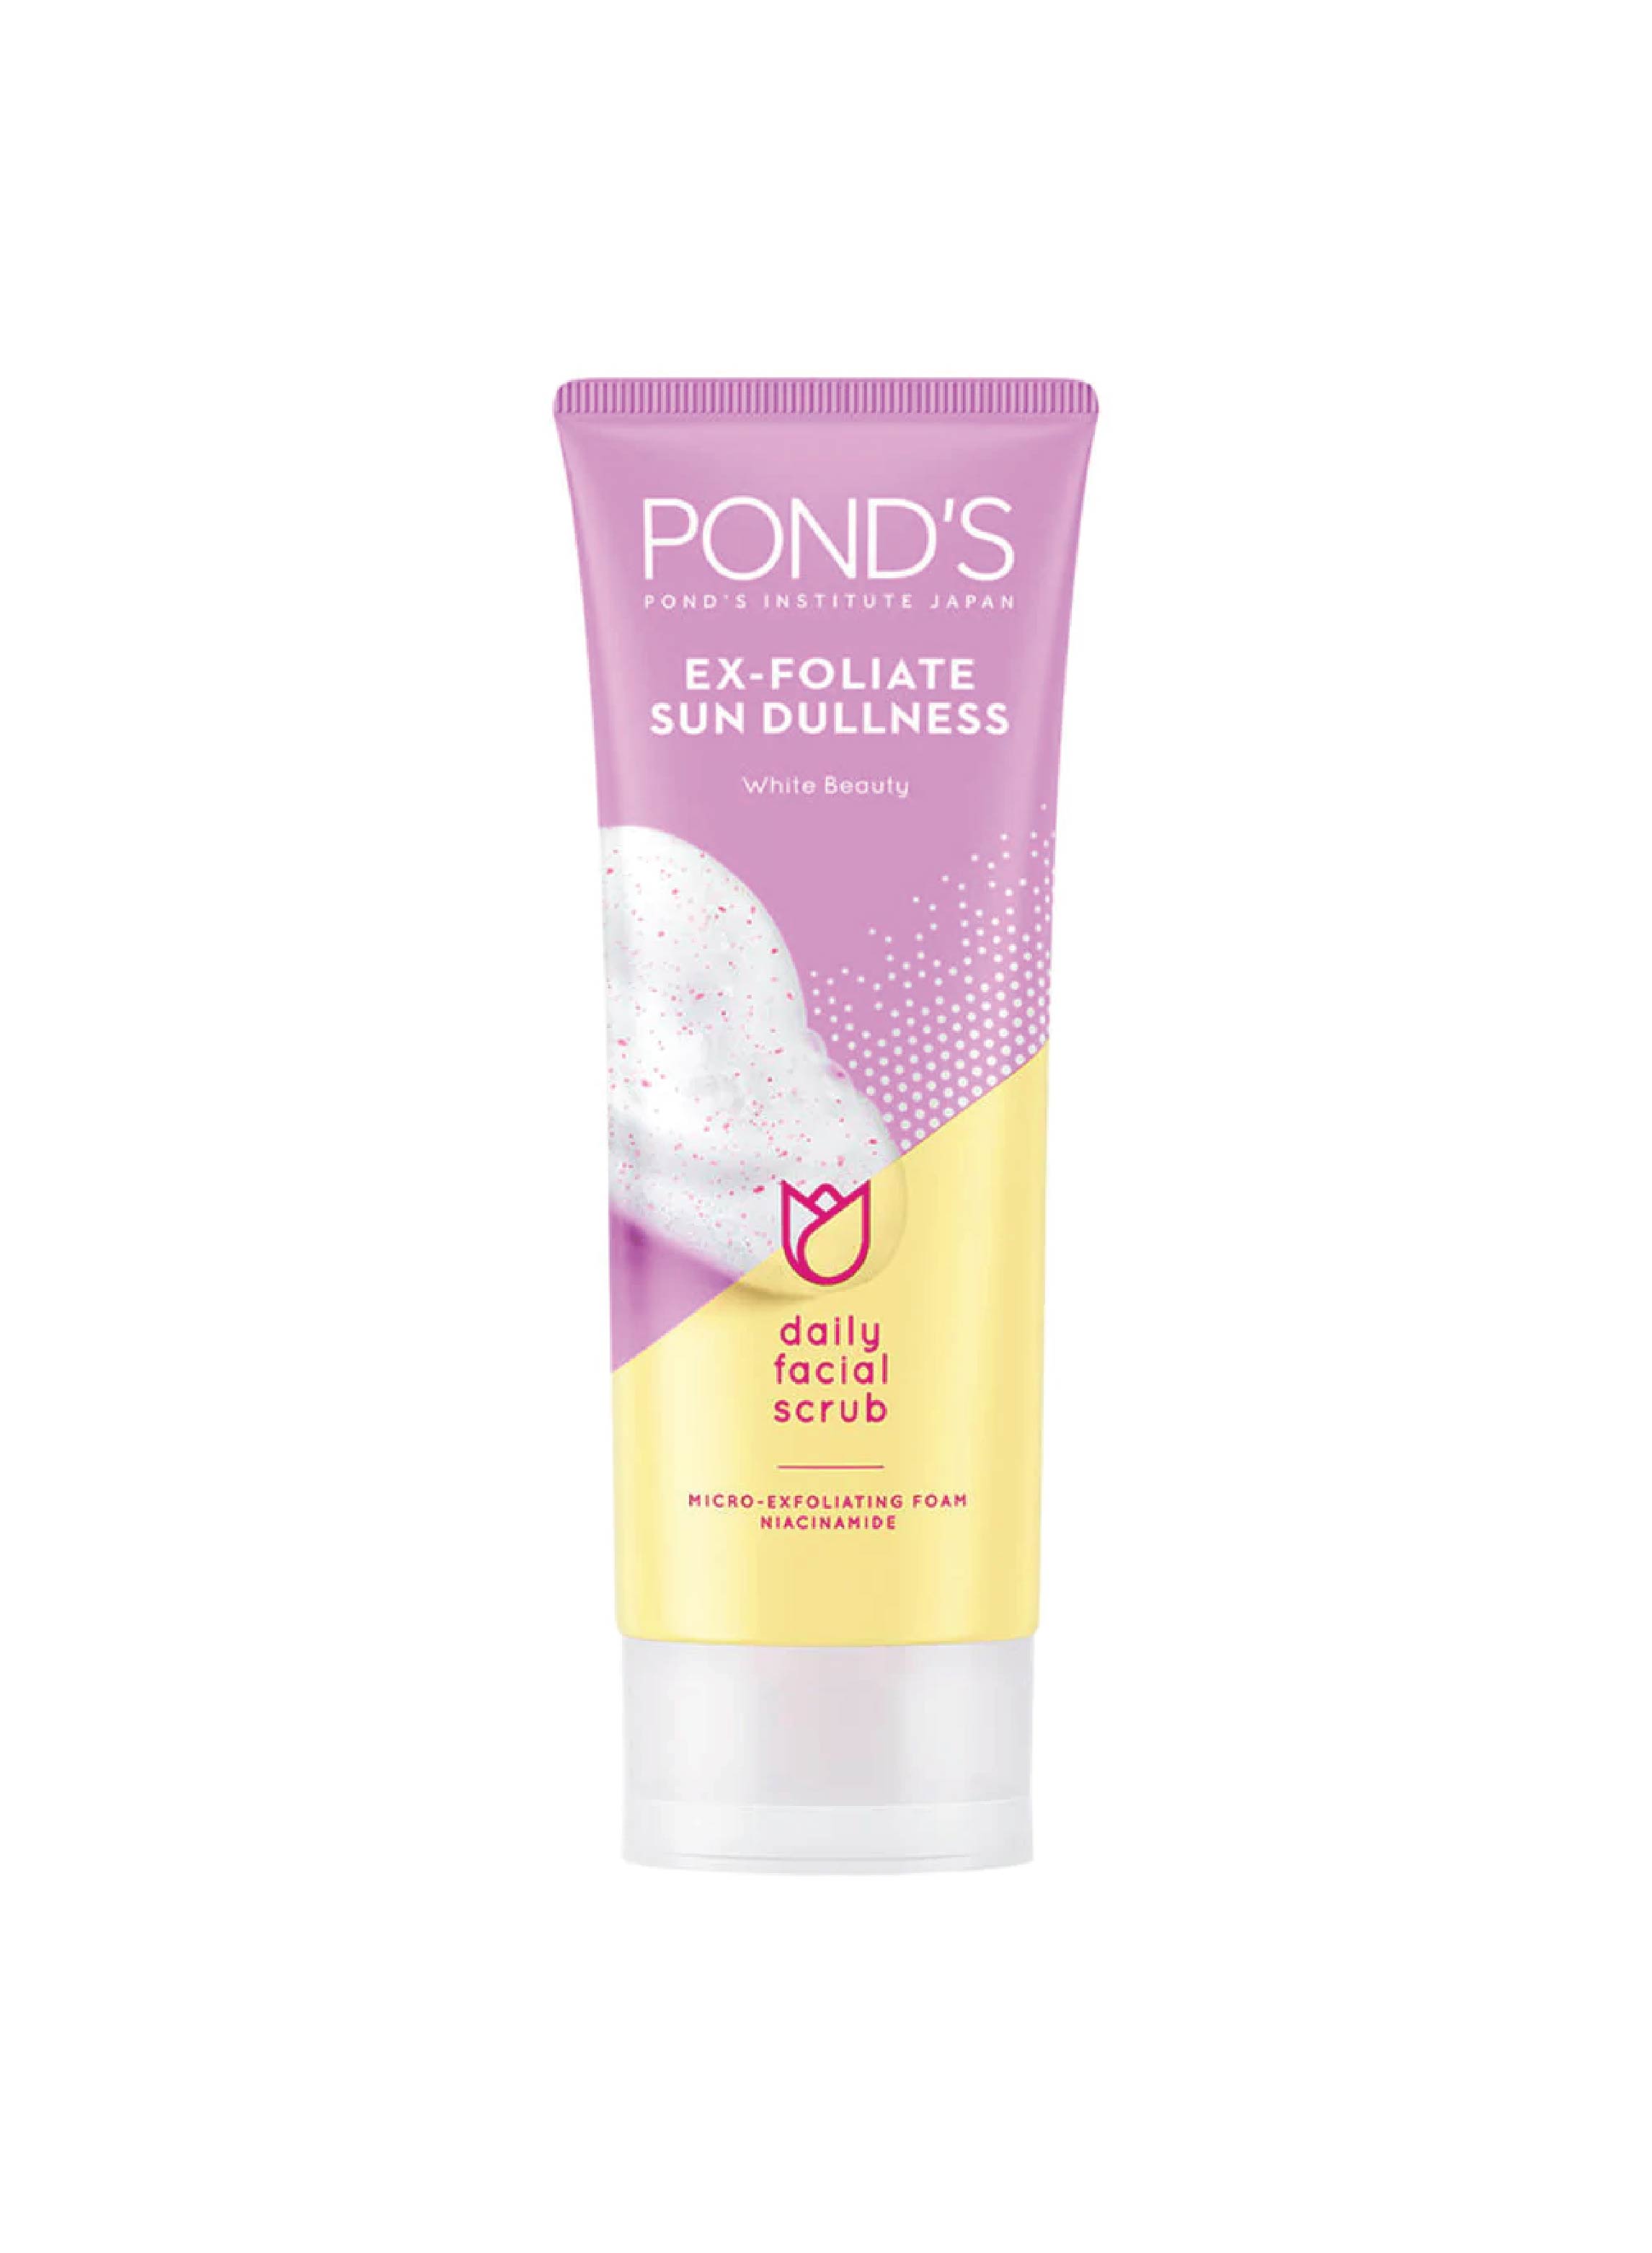 POND'S
POND'S INSTITUTE JAPAN
EX-FOLIATE
SUN DULLNESS
White Beauty
daily
facial
scrub
MICRO-EXFOLIATING FOAM
NIACINAMIDE